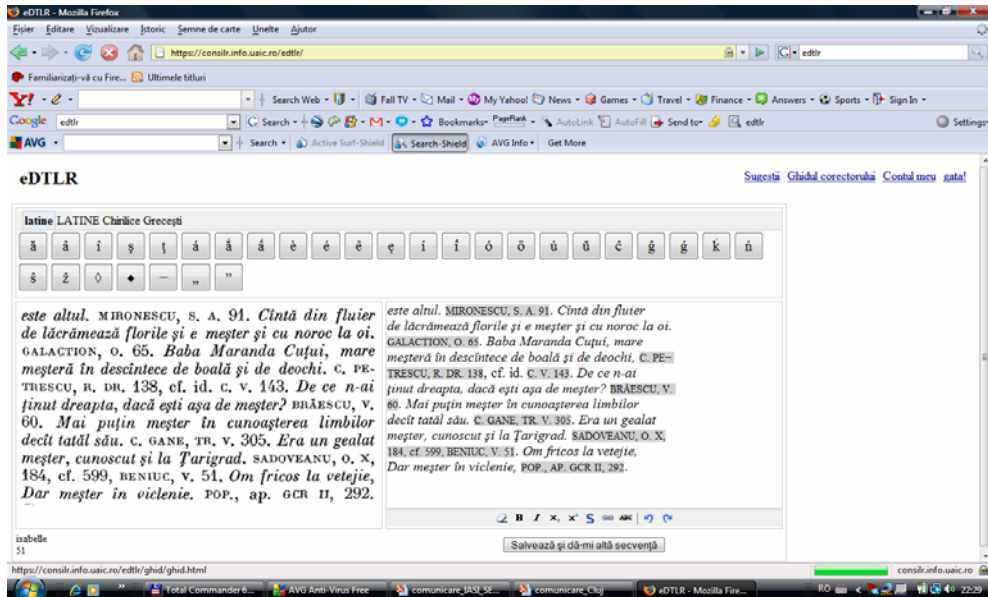 eDTLR - Mozilla Firefox
Fișier Editare Vizualizare Istoric Semne de carte Unelte Ajutor
https://consilr.info.uaic.ro/edtlr/ edtlr
Familiarizați-vă cu Fire... Ultimele titluri
Y! Search Web Fall TV Mail My Yahoo! News Games Travel Finance Answers Sports Sign In
Google edtlr Search Bookmarks PageRank AutoLink AutoFill Send to edtlr Settings
AVG Search Active Surf-Shield Search-Shield AVG Info Get More
eDTLR Sugestii Ghidul corectorului Contul meu gata!
latine LATINE Chirilice Grecești
ă â î ș ț á ắ ấ è é ê ę í î́ ó õ ú ŭ ĉ ĝ ǵ ḱ ń
ŝ ẑ ◊ ♦ — „ ”
este altul. MIRONESCU, S. A. 91. Cîntă din fluier
de lăcrămează florile și e meșter și cu noroc la oi.
GALACTION, O. 65. Baba Maranda Cuțui, mare
meșteră în descîntece de boală și de deochi. C. PE-
TRESCU, R. DR. 138, cf. id. C. V. 143. De ce n-ai
ținut dreapta, dacă ești așa de meșter? BRĂESCU, V.
60. Mai puțin meșter în cunoașterea limbilor
decît tatăl său. C. GANE, TR. V. 305. Era un gealat
meșter, cunoscut și la Țarigrad. SADOVEANU, O. X,
184, cf. 599, BENIUC, V. 51. Om fricos la vetejie,
Dar meșter în viclenie. POP., ap. GCR II, 292.
este altul. MIRONESCU, S. A. 91. Cîntă din fluier
de lăcrămează florile și e meșter și cu noroc la oi.
GALACTION, O. 65. Baba Maranda Cuțui, mare
meșteră în descîntece de boală și de deochi, C. PE¬
TRESCU, R. DR. 138, cf. id. C. V. 143. De ce n-ai
ținut dreapta, dacă ești așa de meșter? BRĂESCU, V.
60. Mai puțin meșter în cunoașterea limbilor
decît tatăl său. C. GANE, TR. V. 305. Era un gealat
meșter, cunoscut și la Țarigrad. SADOVEANU, O. X,
184, cf. 599, BENIUC, V. 51. Om fricos la vetejie,
Dar meșter în viclenie, POP., AP. GCR II, 292.
B I X, X' S ABC
isabelle
51
Salvează și dă-mi altă secvență
https://consilr.info.uaic.ro/edtlr/ghid/ghid.html consilr.info.uaic.ro
Total Commander 6... AVG Anti-Virus Free comunicare_IASI_SE... comunicare_Cluj eDTLR - Mozilla Fire... RO 22:29